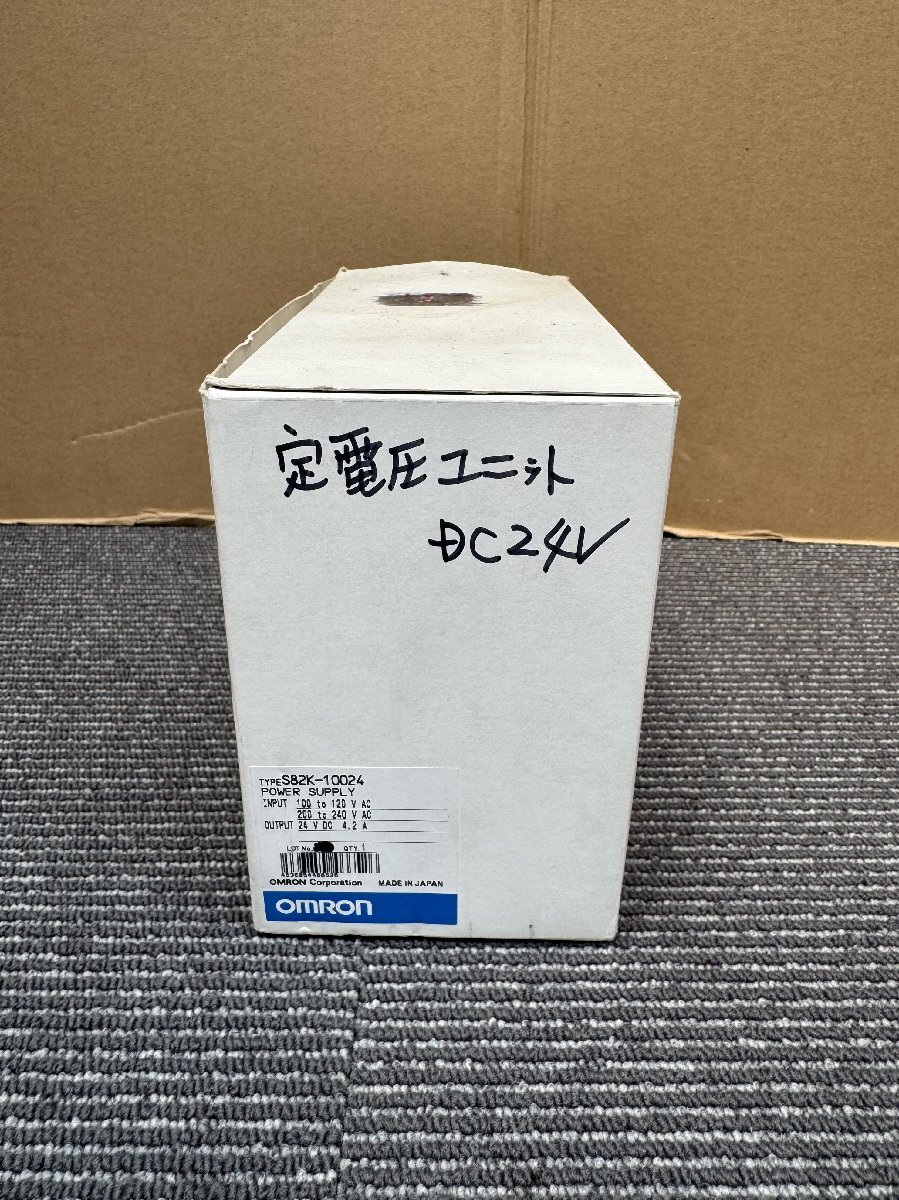 定電圧ユニット
DC24V
TYPE S82K-10024
POWER SUPPLY
INPUT 100 to 120 V AC
200 to 240 V AC
OUTPUT 24 V DC 4.2 A
LOT No. QTY. 1
OMRON Corporation MADE IN JAPAN
OMRON